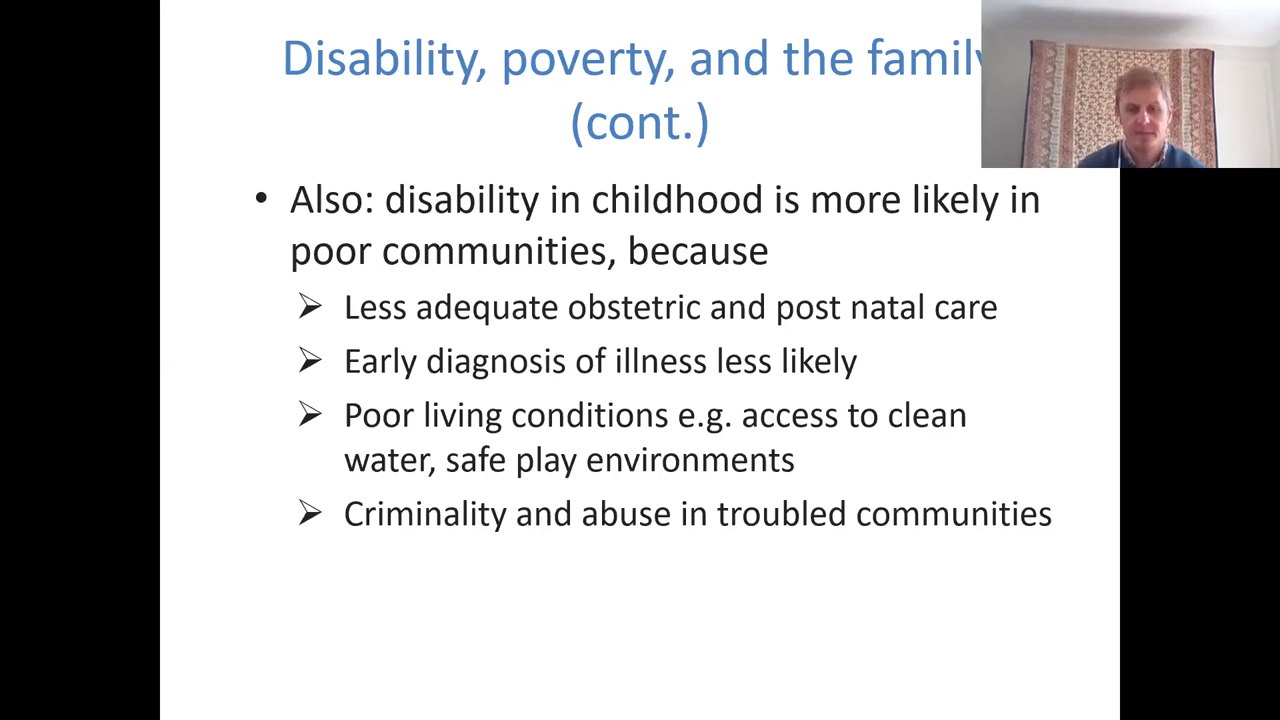 Disability, poverty, and the family
(cont.)
• Also: disability in childhood is more likely in
poor communities, because
➢ Less adequate obstetric and post natal care
➢ Early diagnosis of illness less likely
➢ Poor living conditions e.g. access to clean
water, safe play environments
➢ Criminality and abuse in troubled communities